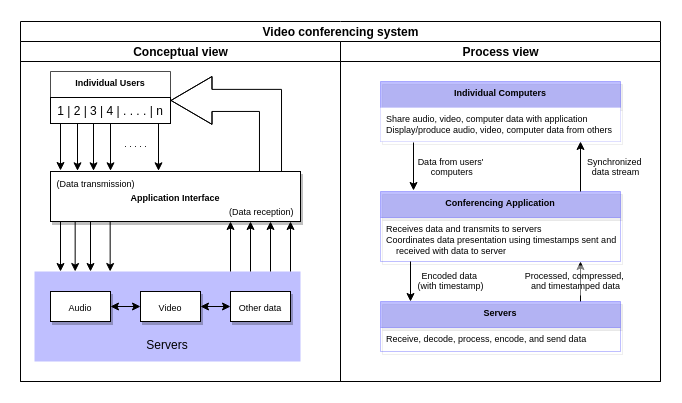 Video conferencing system
Conceptual view
Individual Users
1 | 2 | 3 | 4 | . . . . | n
. . . . .
(Data transmission)
Application Interface
(Data reception)
Audio
Video
Other data
Servers
Process view
Individual Computers
Share audio, video, computer data with application
Display/produce audio, video, computer data from others
Data from users'
computers
Synchronized
data stream
Conferencing Application
Receives data and transmits to servers
Coordinates data presentation using timestamps sent and
received with data to server
Encoded data
(with timestamp)
Processed, compressed,
and timestamped data
Servers
Receive, decode, process, encode, and send data